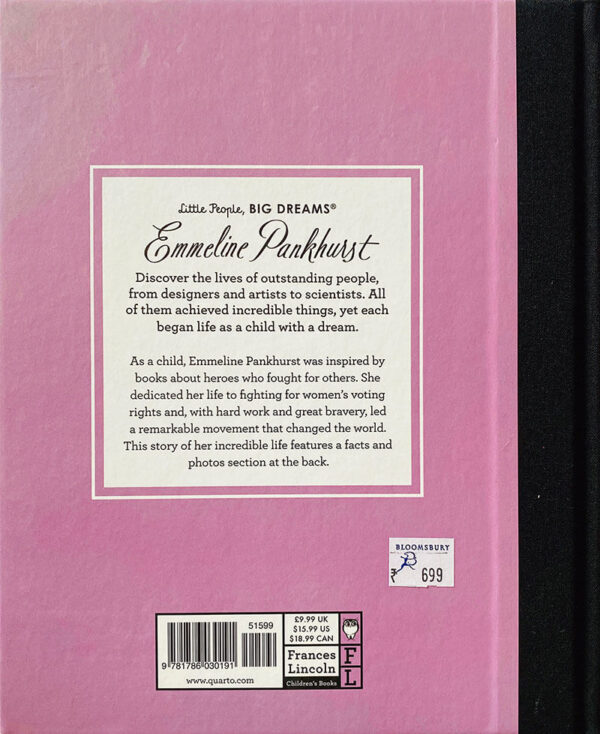 Little People, BIG DREAMS®
Emmeline Pankhurst
Discover the lives of outstanding people,
from designers and artists to scientists. All
of them achieved incredible things, yet each
began life as a child with a dream.
As a child, Emmeline Pankhurst was inspired by
books about heroes who fought for others. She
dedicated her life to fighting for women's voting
rights and, with hard work and great bravery, led
a remarkable movement that changed the world.
This story of her incredible life features a facts and
photos section at the back.
BLOOMSBURY
₹ 699
51599
9 781786 030191
www.quarto.com
£9.99 UK
$15.99 US
$18.99 CAN
Frances
Lincoln
Children's Books
F
L